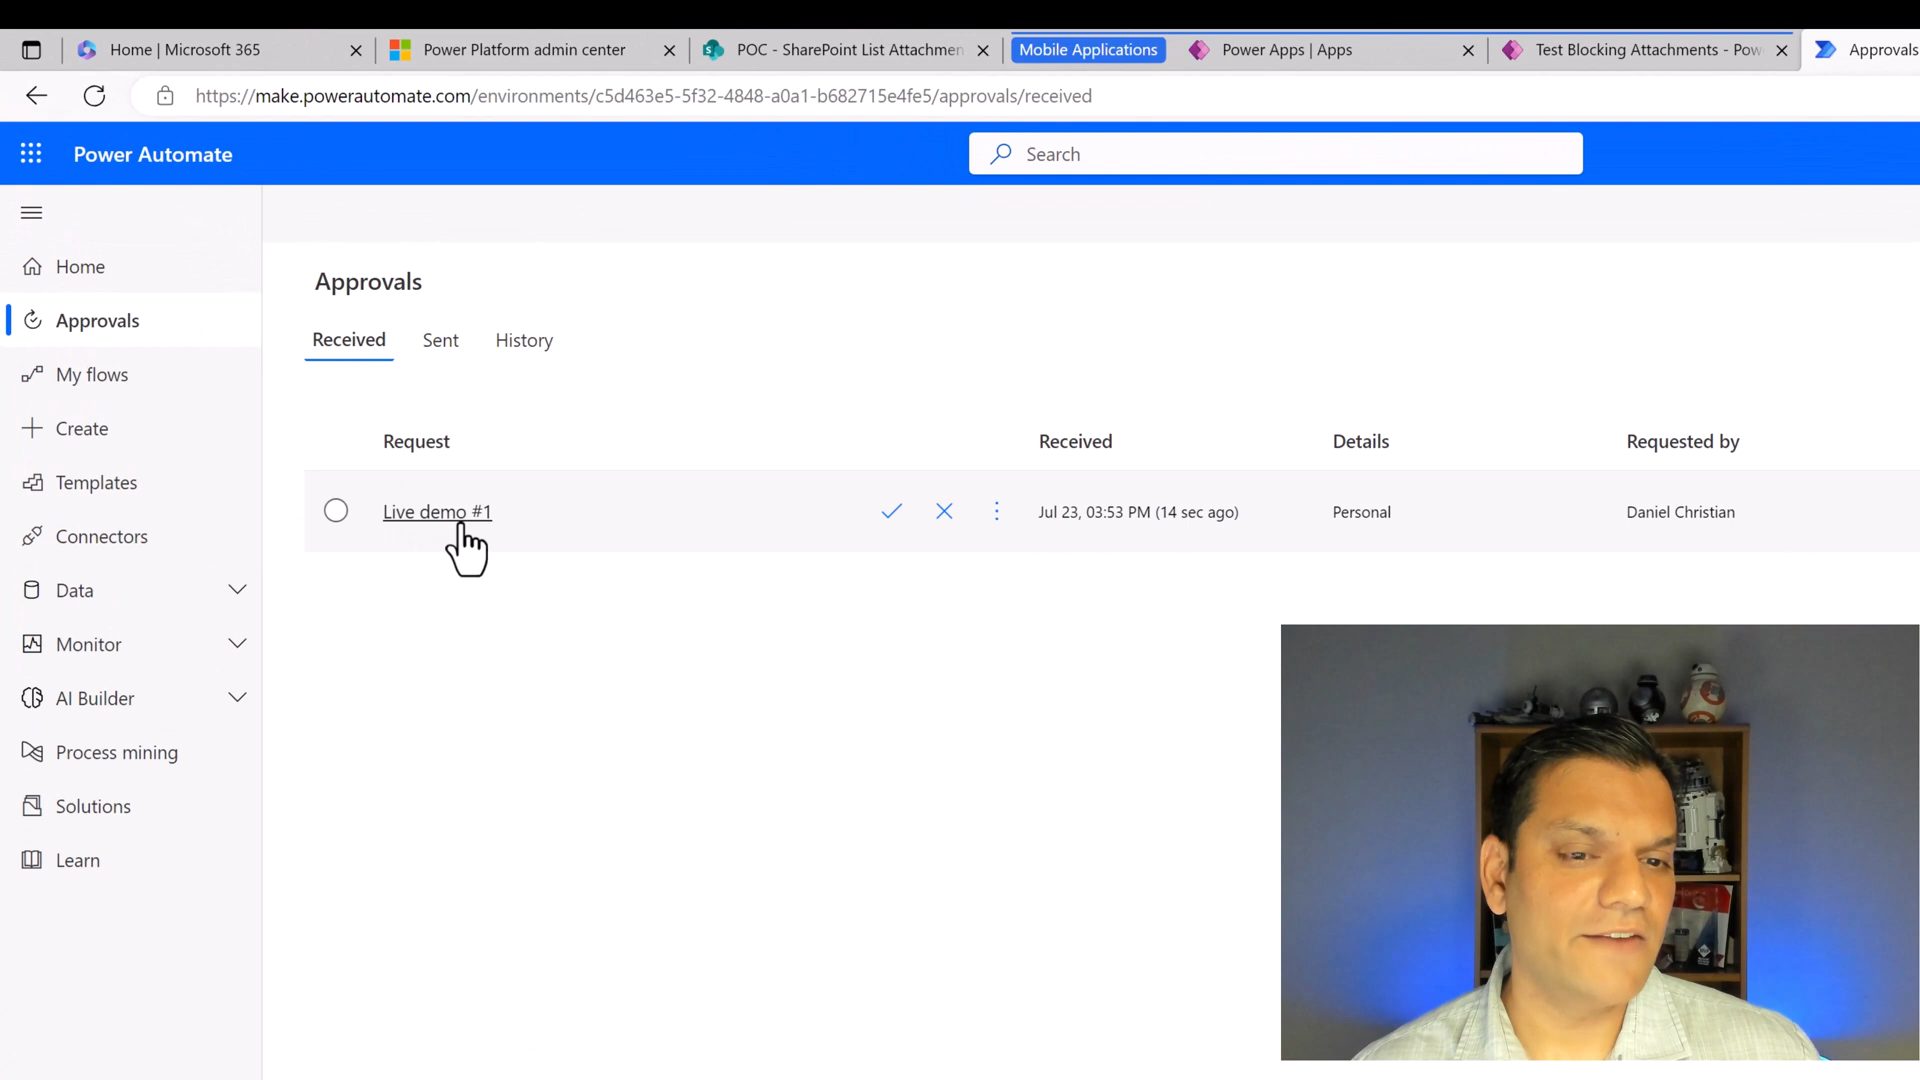 Home | Microsoft 365
Power Platform admin center
POC - SharePoint List Attachmen
Mobile Applications
Power Apps | Apps
Test Blocking Attachments - Pow
Approvals
https://make.powerautomate.com/environments/c5d463e5-5f32-4848-a0a1-b682715e4fe5/approvals/received
Power Automate
Search
Home
Approvals
My flows
Create
Templates
Connectors
Data
Monitor
AI Builder
Process mining
Solutions
Learn
Approvals
Received Sent History
Request Received Details Requested by
Live demo #1 Jul 23, 03:53 PM (14 sec ago) Personal Daniel Christian